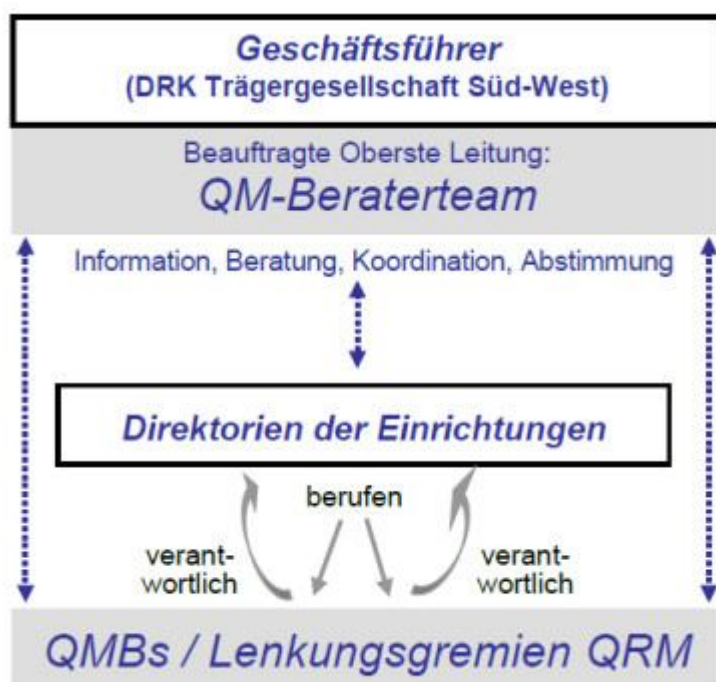 Geschäftsführer
(DRK Trägergesellschaft Süd-West)
Beauftragte Oberste Leitung:
QM-Beraterteam
Information, Beratung, Koordination, Abstimmung
Direktorien der Einrichtungen
berufen
verant-
wortlich
verant-
wortlich
QMBs / Lenkungsgremien QRM